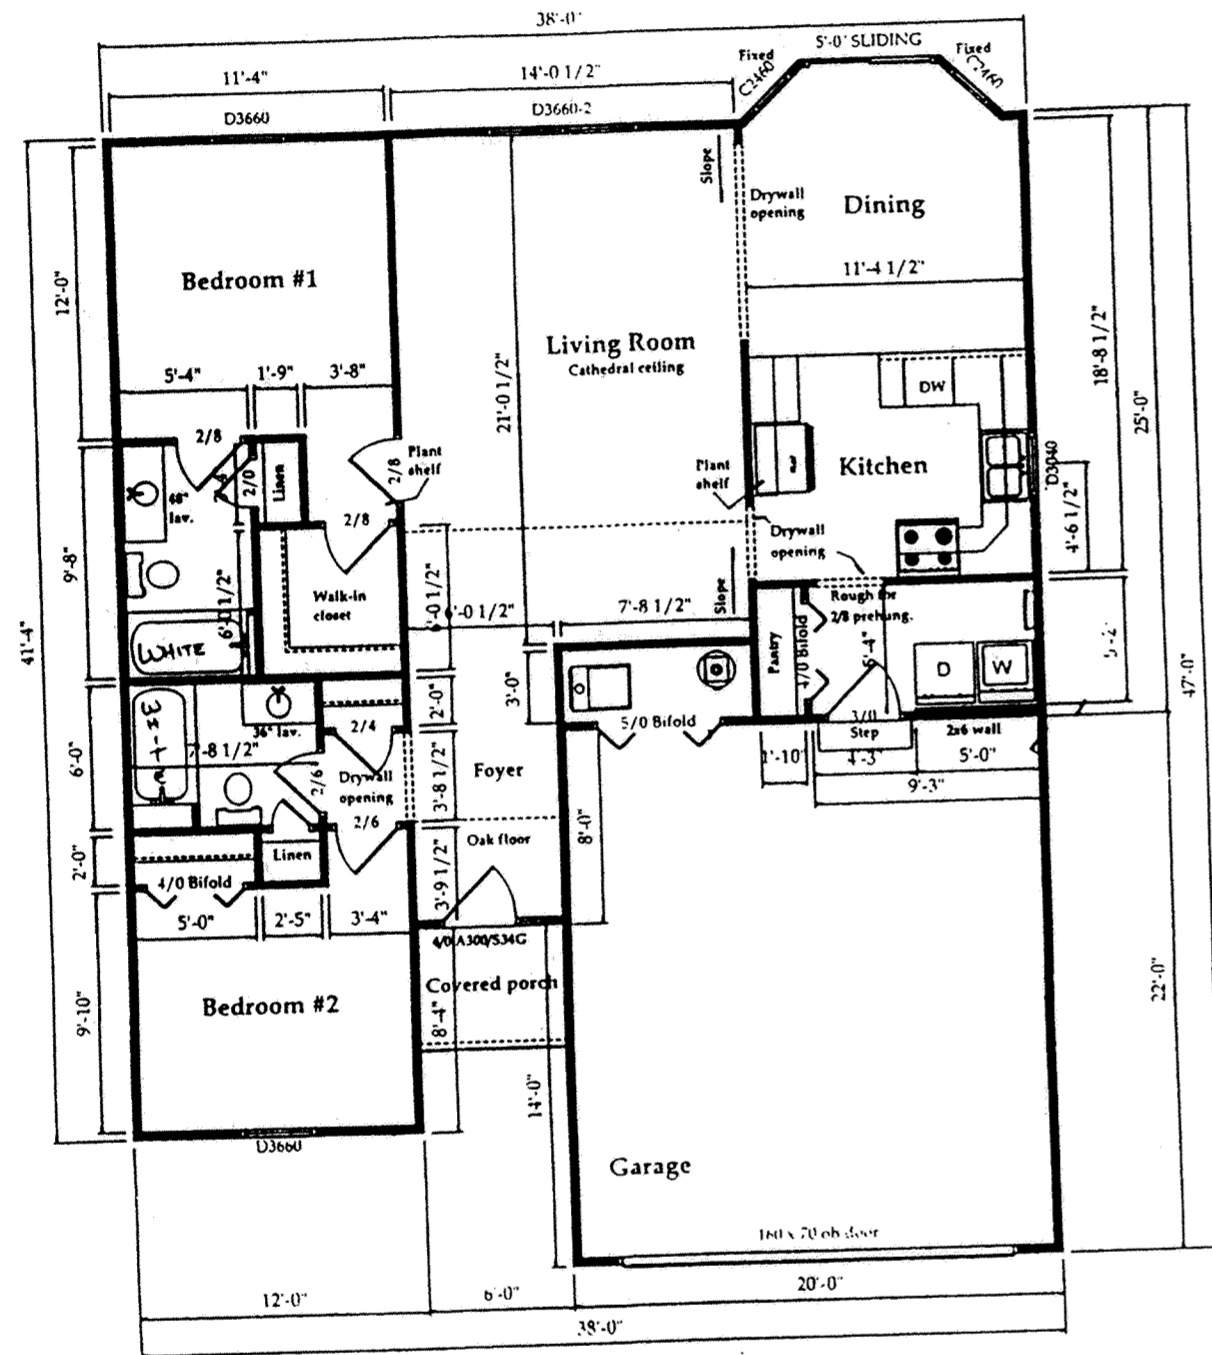 38'-0"
5'-0" SLIDING
Fixed
C2460
Fixed
C2460
11'-4"
14'-0 1/2"
D3660
D3660-2
Slope
Drywall
opening
Dining
11'-4 1/2"
Bedroom #1
12'-0"
Living Room
Cathedral ceiling
21'-0 1/2"
18'-8 1/2"
25'-0"
5'-4"
1'-9"
3'-8"
DW
2/8
2/0
Linen
2/8
Plant
shelf
Plant
shelf
Kitchen
D3040
4'-6 1/2"
48"
lav.
2/8
Drywall
opening
9'-8"
6'-0 1/2"
Walk-in
closet
6'-0 1/2"
7'-8 1/2"
Slope
Rough for
2/8 prehung.
WHITE
41'-4"
Pantry
4/0 Bifold
D
W
47'-0"
3'-0"
2'-0"
36" lav.
7'-8 1/2"
2/4
5/0 Bifold
3/0
Step
2x6 wall
1'-10"
4'-3"
5'-0"
9'-3"
6'-0"
2/6
Drywall
opening
2/6
3'-8 1/2"
Foyer
Oak floor
8'-0"
2'-0"
Linen
4/0 Bifold
3'-9 1/2"
5'-0"
2'-5"
3'-4"
4/0 A300/S34G
Covered porch
8'-4"
9'-10"
Bedroom #2
22'-0"
14'-0"
D3660
Garage
20'-0"
12'-0"
6'-0"
38'-0"